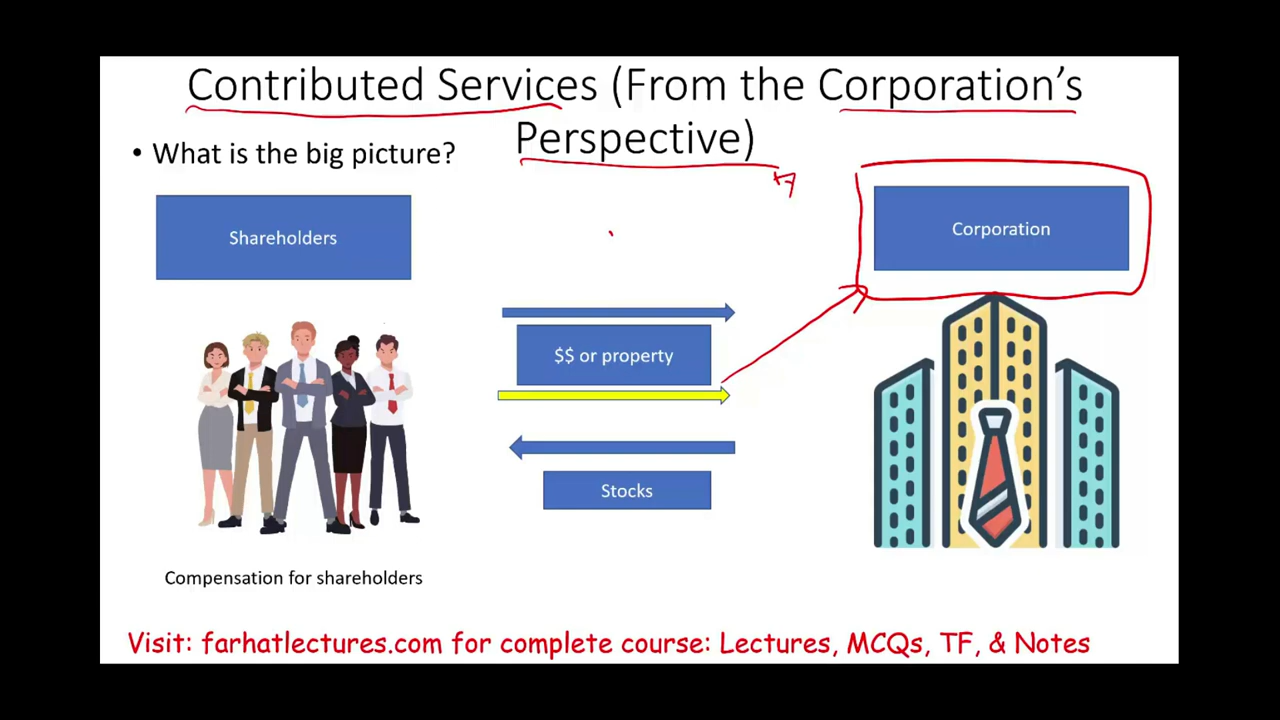 Contributed Services (From the Corporation's
Perspective)
• What is the big picture?
Shareholders
Corporation
$$ or property
Stocks
Compensation for shareholders
Visit: farhatlectures.com for complete course: Lectures, MCQs, TF, & Notes